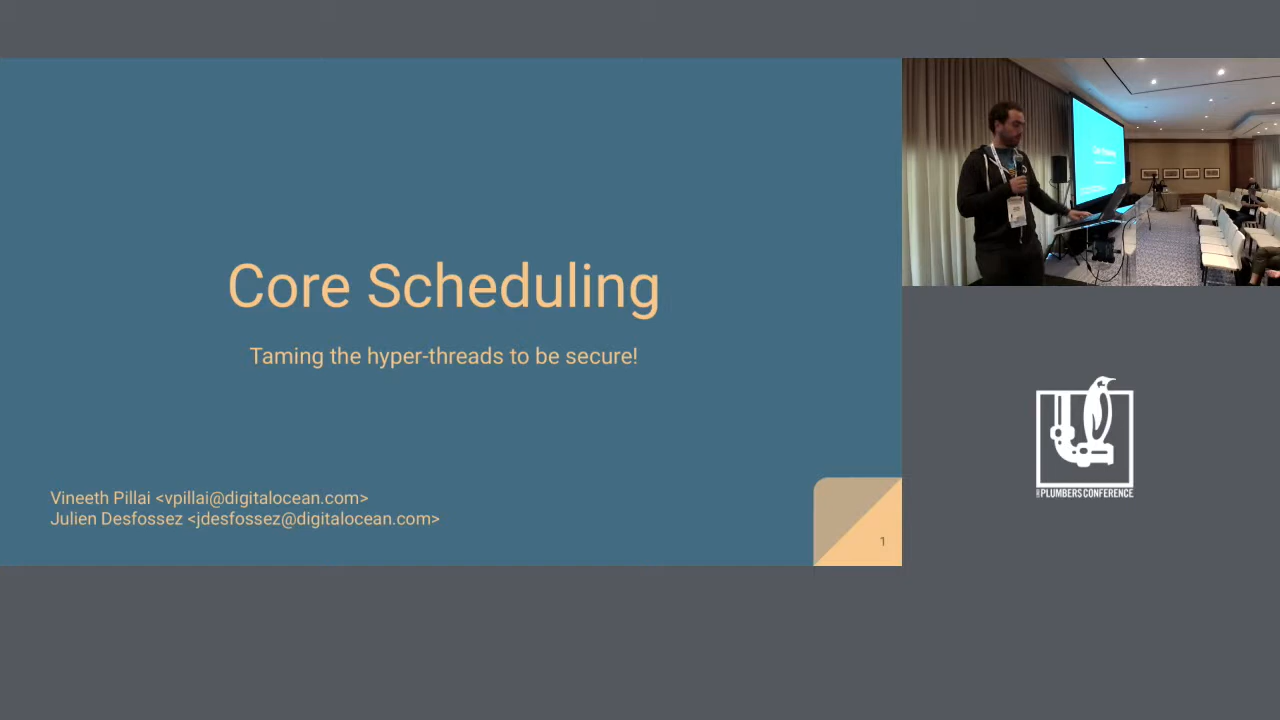 Core Scheduling
Taming the hyper-threads to be secure!
Vineeth Pillai <vpillai@digitalocean.com>
Julien Desfossez <jdesfossez@digitalocean.com>
1
PLUMBERS CONFERENCE